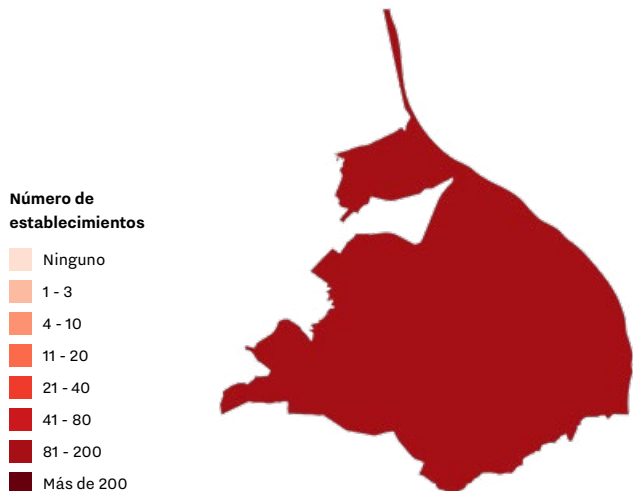 Número de
establecimientos
Ninguno
1 - 3
4 - 10
11 - 20
21 - 40
41 - 80
81 - 200
Más de 200